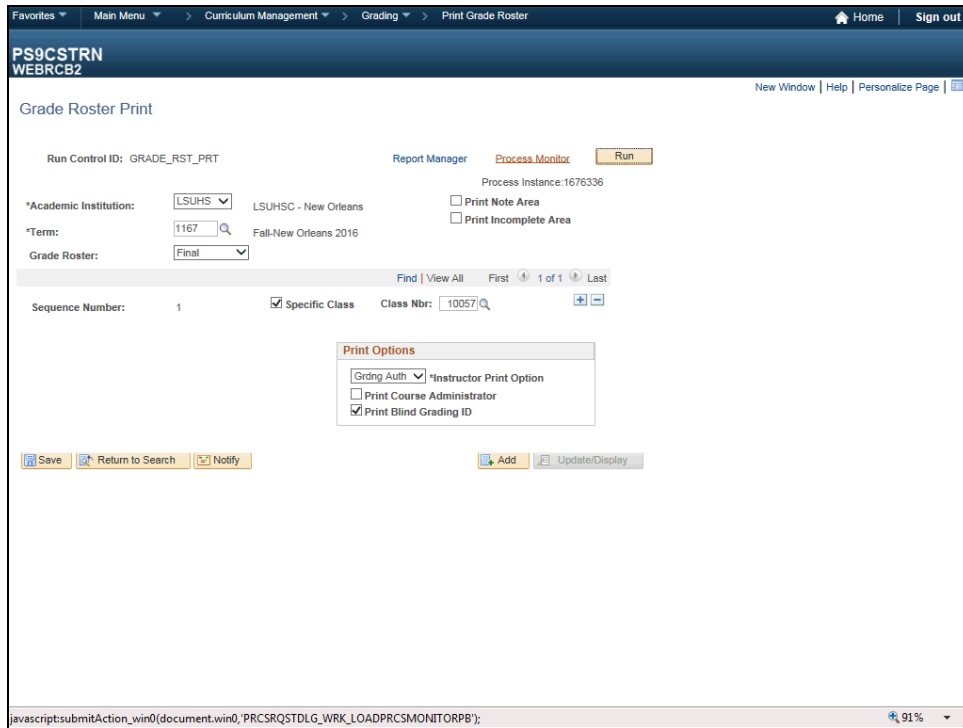 Favorites Main Menu > Curriculum Management > Grading > Print Grade Roster Home Sign out
PS9CSTRN
WEBRCB2
New Window | Help | Personalize Page |
Grade Roster Print
Run Control ID: GRADE_RST_PRT Report Manager Process Monitor Run
Process Instance:1676336
*Academic Institution: LSUHS LSUHSC - New Orleans Print Note Area
Print Incomplete Area
*Term: 1167 Fall-New Orleans 2016
Grade Roster: Final
Find | View All First 1 of 1 Last
Sequence Number: 1 Specific Class Class Nbr: 10057
Print Options
Grdng Auth *Instructor Print Option
Print Course Administrator
Print Blind Grading ID
Save Return to Search Notify Add Update/Display
javascript:submitAction_win0(document.win0,'PRCSRQSTDLG_WRK_LOADPRCSMONITORPB'); 91%